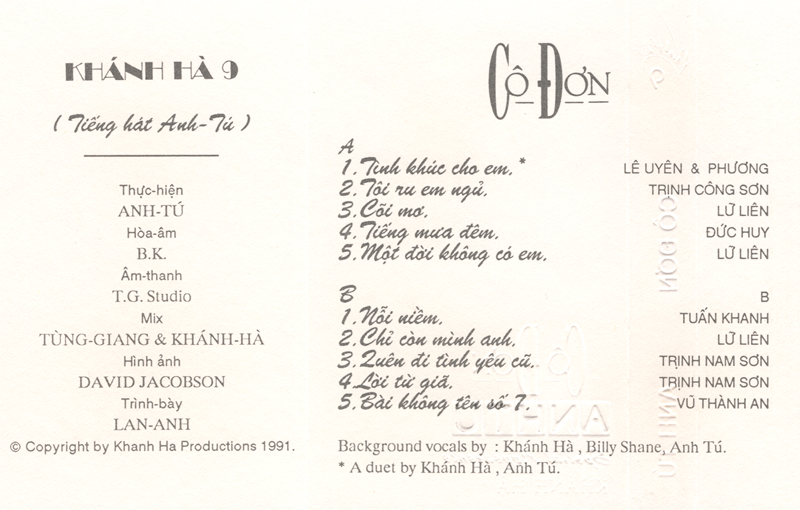 KHÁNH HÀ 9
( Tiếng hát Anh-Tú )
Thực-hiện
ANH-TÚ
Hòa-âm
B.K.
Âm-thanh
T.G. Studio
Mix
TÙNG-GIANG & KHÁNH-HÀ
Hình ảnh
DAVID JACOBSON
Trình-bày
LAN-ANH
© Copyright by Khanh Ha Productions 1991.
CÔ ĐƠN
A
1. Tình khúc cho em.* LÊ UYÊN & PHƯƠNG
2. Tôi ru em ngủ. TRỊNH CÔNG SƠN
3. Cõi mơ. LỮ LIÊN
4. Tiếng mưa đêm. ĐỨC HUY
5. Một đời không có em. LỮ LIÊN
B B
1. Nỗi niềm. TUẤN KHANH
2. Chỉ còn mình anh. LỮ LIÊN
3. Quên đi tình yêu cũ. TRỊNH NAM SƠN
4. Lời từ giã. TRỊNH NAM SƠN
5. Bài không tên số 7. VŨ THÀNH AN
Background vocals by : Khánh Hà , Billy Shane, Anh Tú.
* A duet by Khánh Hà , Anh Tú.
CÔ ĐƠN
ANH TÚ